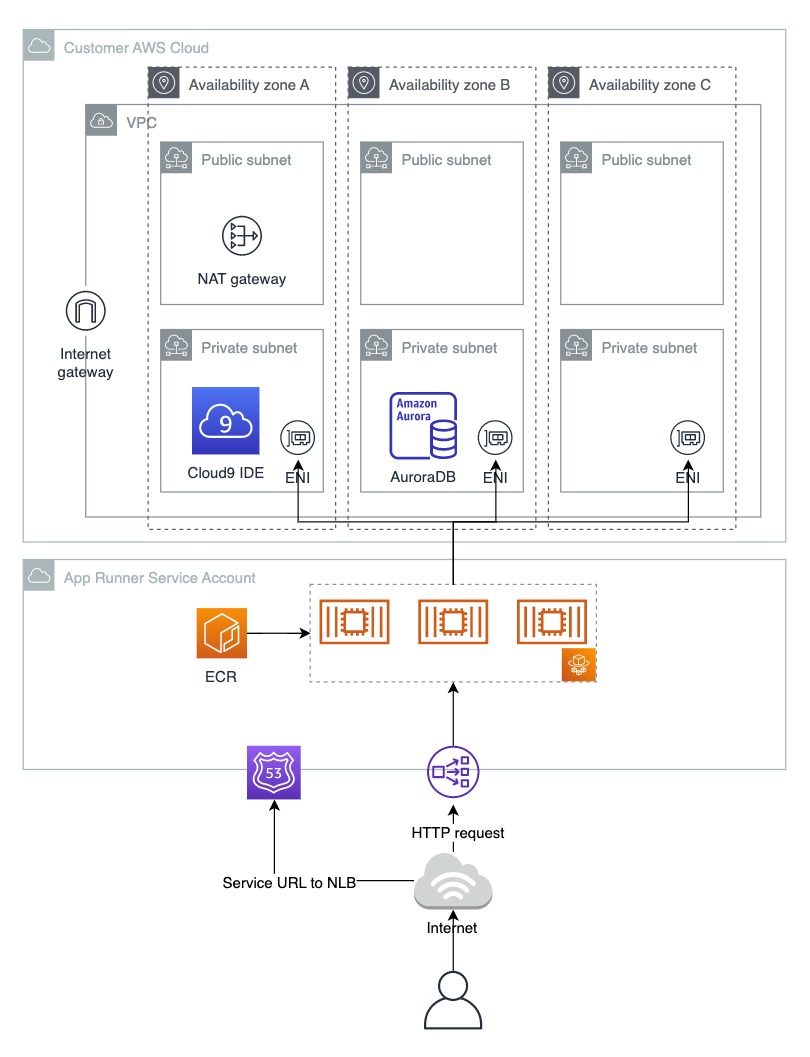 Customer AWS Cloud
Availability zone A
Availability zone B
Availability zone C
VPC
Public subnet
Public subnet
Public subnet
NAT gateway
Internet
gateway
Private subnet
Private subnet
Private subnet
9
Amazon
Aurora
Cloud9 IDE
ENI
AuroraDB
ENI
ENI
App Runner Service Account
ECR
53
HTTP request
Service URL to NLB
Internet